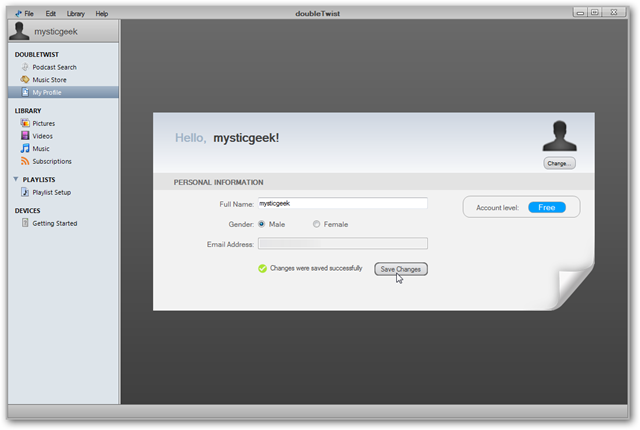 File Edit Library Help doubleTwist
mysticgeek
DOUBLETWIST
Podcast Search
Music Store
My Profile
LIBRARY
Pictures
Videos
Music
Subscriptions
PLAYLISTS
Playlist Setup
DEVICES
Getting Started
Hello, mysticgeek!
Change...
PERSONAL INFORMATION
Full Name: mysticgeek
Account level: Free
Gender: Male Female
Email Address:
Changes were saved successfully Save Changes